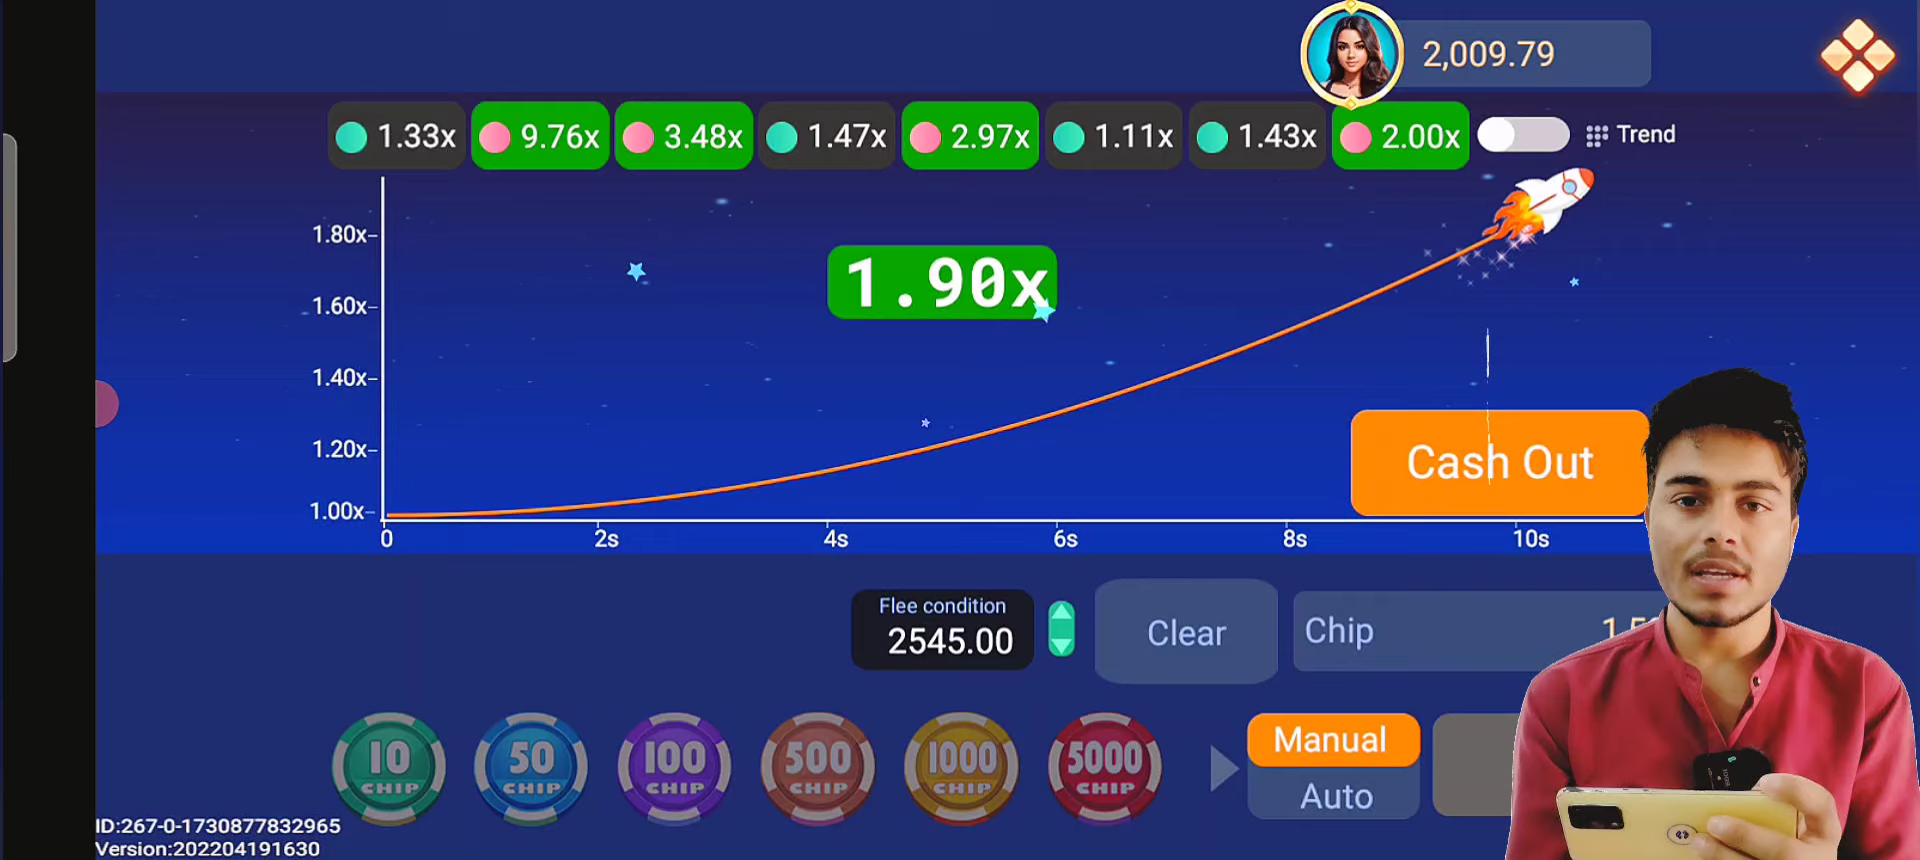 2,009.79
1.33x 9.76x 3.48x 1.47x 2.97x 1.11x 1.43x 2.00x Trend
1.80x
1.60x
1.40x
1.20x
1.00x
1.90x
Cash Out
0 2s 4s 6s 8s 10s
Flee condition
2545.00
Clear
Chip
10 CHIP
50 CHIP
100 CHIP
500 CHIP
1000 CHIP
5000 CHIP
Manual
Auto
ID:267-0-1730877832965
Version:202204191630